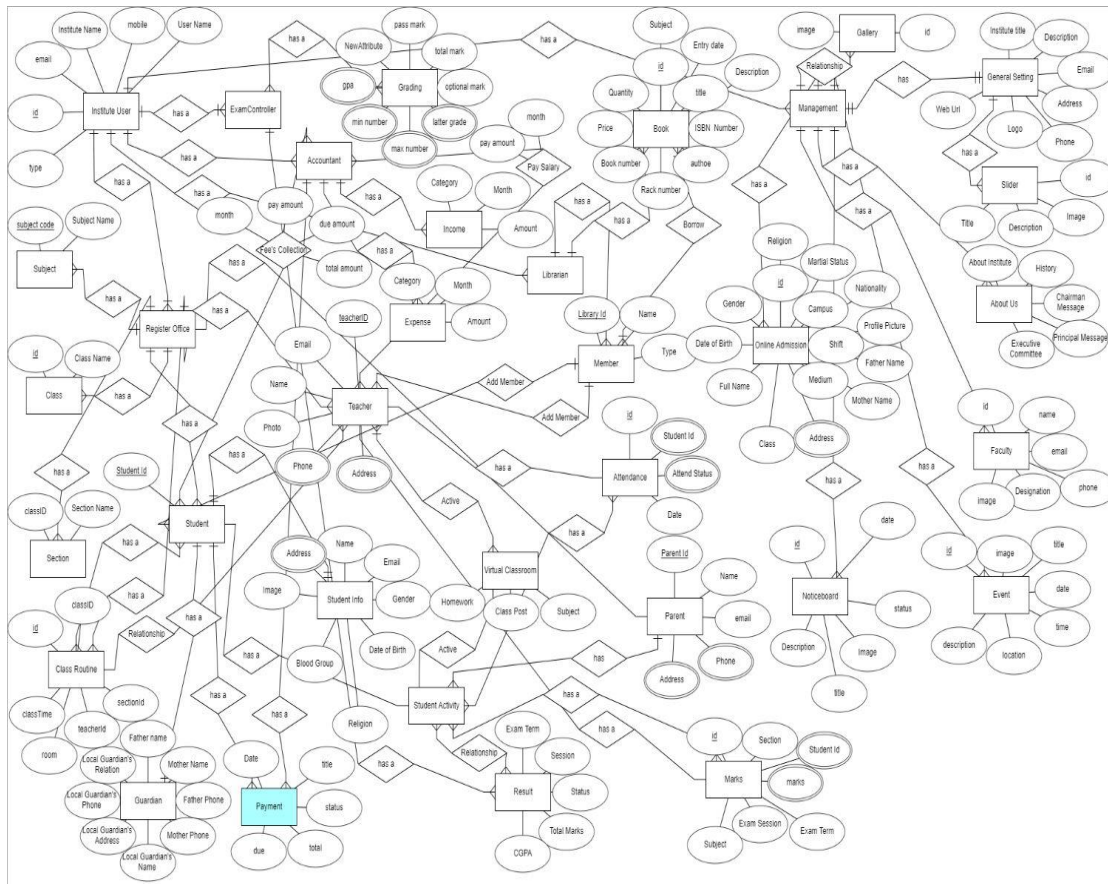 Institute Name
mobile
User Name
email
id
Institute User
type
has a
ExamController
has a
has a
has a
has a
pass mark
NewAttribute
total mark
gpa
Grading
optional mark
min number
latter grade
max number
has a
Subject
id
Entry date
Description
Quantity
title
Price
Book
ISBN Number
Book number
authoe
Rack number
image
Gallery
id
Relationship
Management
has
Institute title
Description
General Setting
Email
Web Url
Address
Logo
Phone
has a
Slider
id
Title
Image
Description
Accountant
month
pay amount
Pay Salary
month
pay amount
due amount
Fee's Collection
total amount
has a
Category
Month
Income
Amount
has a
Category
Month
Expense
Amount
Librarian
has a
Borrow
has a
has a
has a
subject code
Subject Name
Subject
has a
Register Office
has a
has a
id
Class Name
Class
has a
has a
About Institute
History
About Us
Chairman Message
Principal Message
Executive Committee
Religion
Martial Status
id
Gender
Campus
Nationality
Date of Birth
Online Admission
Shift
Profile Picture
Father Name
Full Name
Medium
Mother Name
Class
Address
Library Id
Name
Member
Type
Add Member
Add Member
teacherID
Email
Name
Teacher
Photo
Phone
Address
has a
Student Id
Student
has a
has a
classID
Section Name
Section
has a
has a
id
Student Id
Attendance
Attend Status
Date
has a
has a
Active
Virtual Classroom
Homework
Class Post
Subject
id
name
Faculty
email
phone
Designation
image
has a
has a
id
date
Noticeboard
status
Description
image
title
id
image
title
Event
date
time
description
location
Address
Name
Email
Image
Student Info
Gender
Date of Birth
Blood Group
Religion
Parent Id
Name
Parent
email
Phone
Address
has
has a
Active
Student Activity
has a
Relationship
id
classID
Relationship
Class Routine
sectionId
classTime
teacherId
room
has a
has a
has a
Father name
Local Guardian's Relation
Mother Name
Local Guardian's Phone
Guardian
Father Phone
Local Guardian's Address
Mother Phone
Local Guardian's Name
has a
Date
title
Payment
status
due
total
has a
Exam Term
Session
Result
Status
Total Marks
CGPA
has a
has a
id
Section
Student Id
Marks
marks
Exam Session
Exam Term
Subject